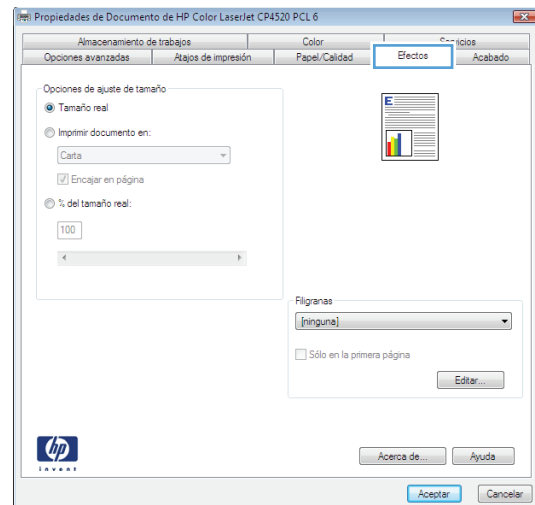 Propiedades de Documento de HP Color LaserJet CP4520 PCL 6
Almacenamiento de trabajos Color
Opciones avanzadas Atajos de impresión Papel/Calidad Efectos Acabado
Opciones de ajuste de tamaño
Tamaño real
Imprimir documento en:
Carta
Encajar en página
% del tamaño real:
100
E
Filigranas
[ninguna]
Sólo en la primera página
Editar...
hp
invent
Acerca de... Ayuda
Aceptar Cancelar